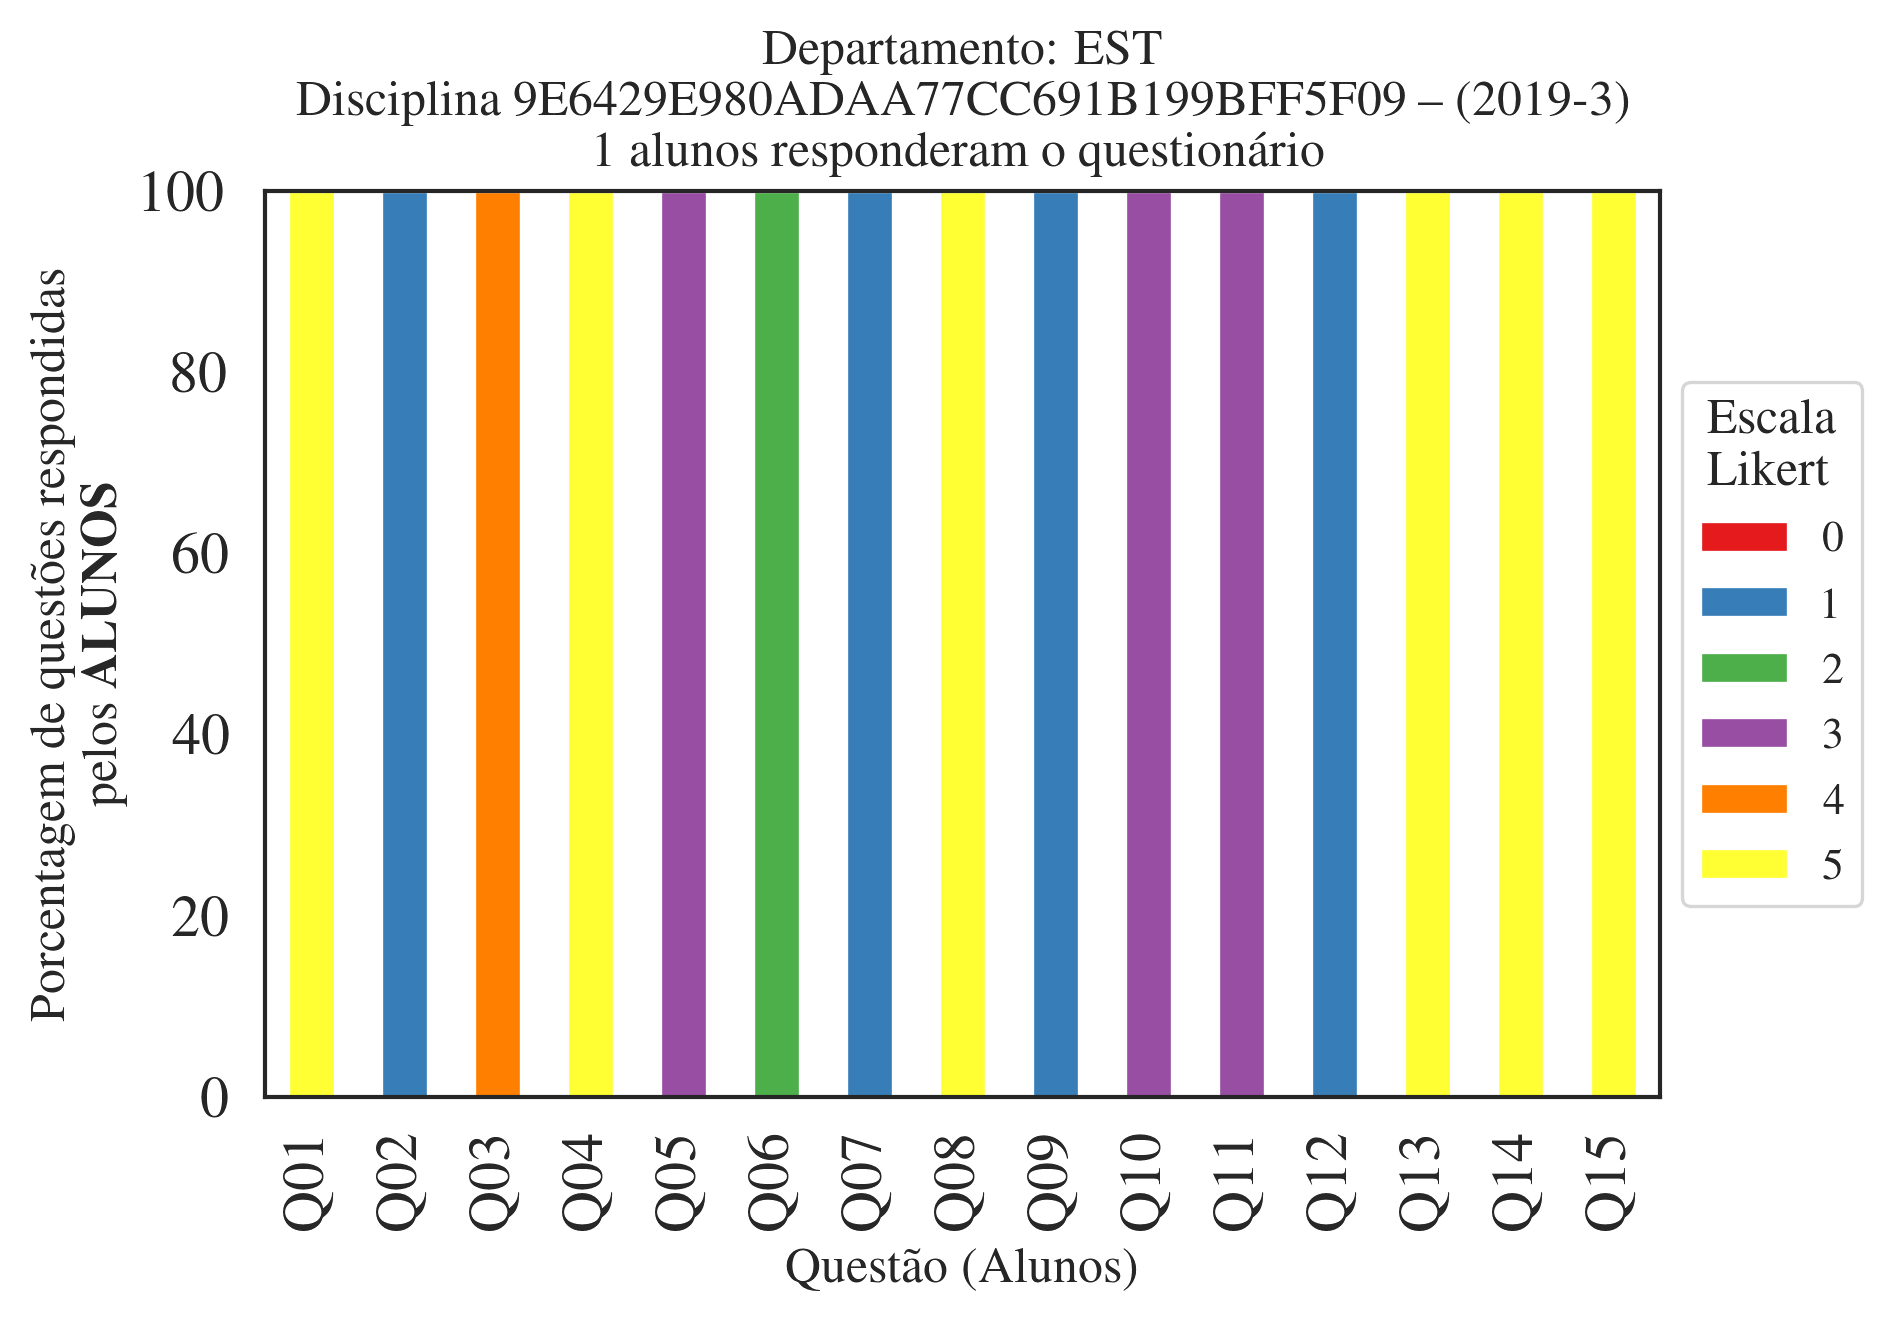 Departamento: EST
Disciplina 9E6429E980ADAA77CC691B199BFF5F09 – (2019-3)
1 alunos responderam o questionário
Porcentagem de questões respondidas
pelos ALUNOS
100
80
60
40
20
0
Q01
Q02
Q03
Q04
Q05
Q06
Q07
Q08
Q09
Q10
Q11
Q12
Q13
Q14
Q15
Questão (Alunos)
Escala
Likert
0
1
2
3
4
5